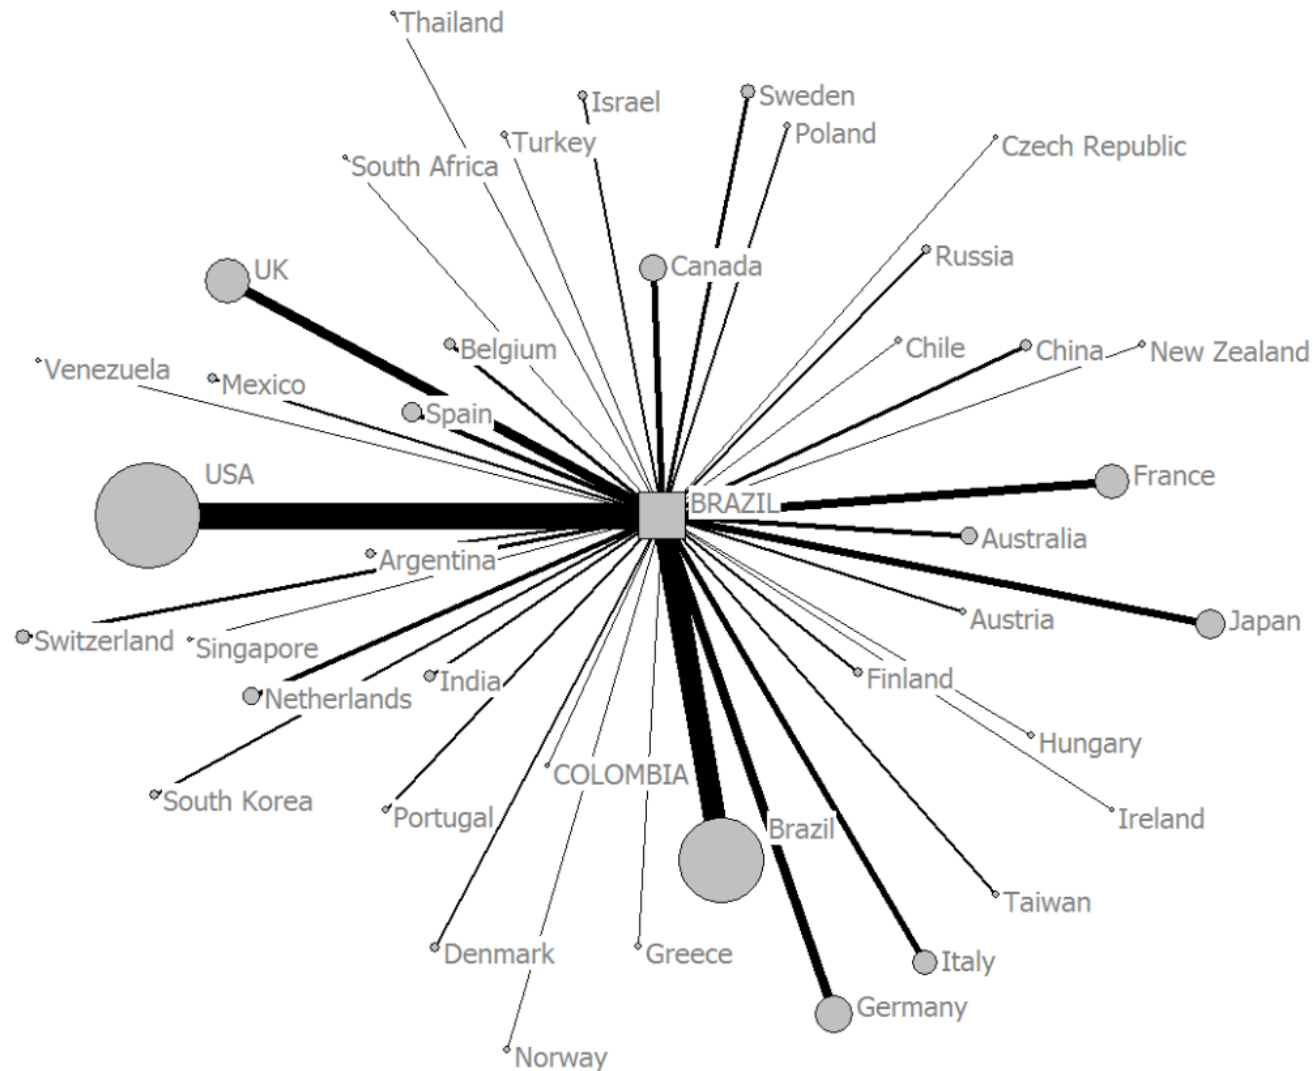 Thailand
Israel
Sweden
Turkey
Poland
Czech Republic
South Africa
Russia
UK
Canada
Belgium
Chile
China
New Zealand
Venezuela
Mexico
Spain
USA
BRAZIL
France
Australia
Argentina
Austria
Japan
Switzerland
Singapore
Netherlands
India
Finland
Hungary
COLOMBIA
South Korea
Portugal
Brazil
Ireland
Taiwan
Denmark
Greece
Italy
Germany
Norway